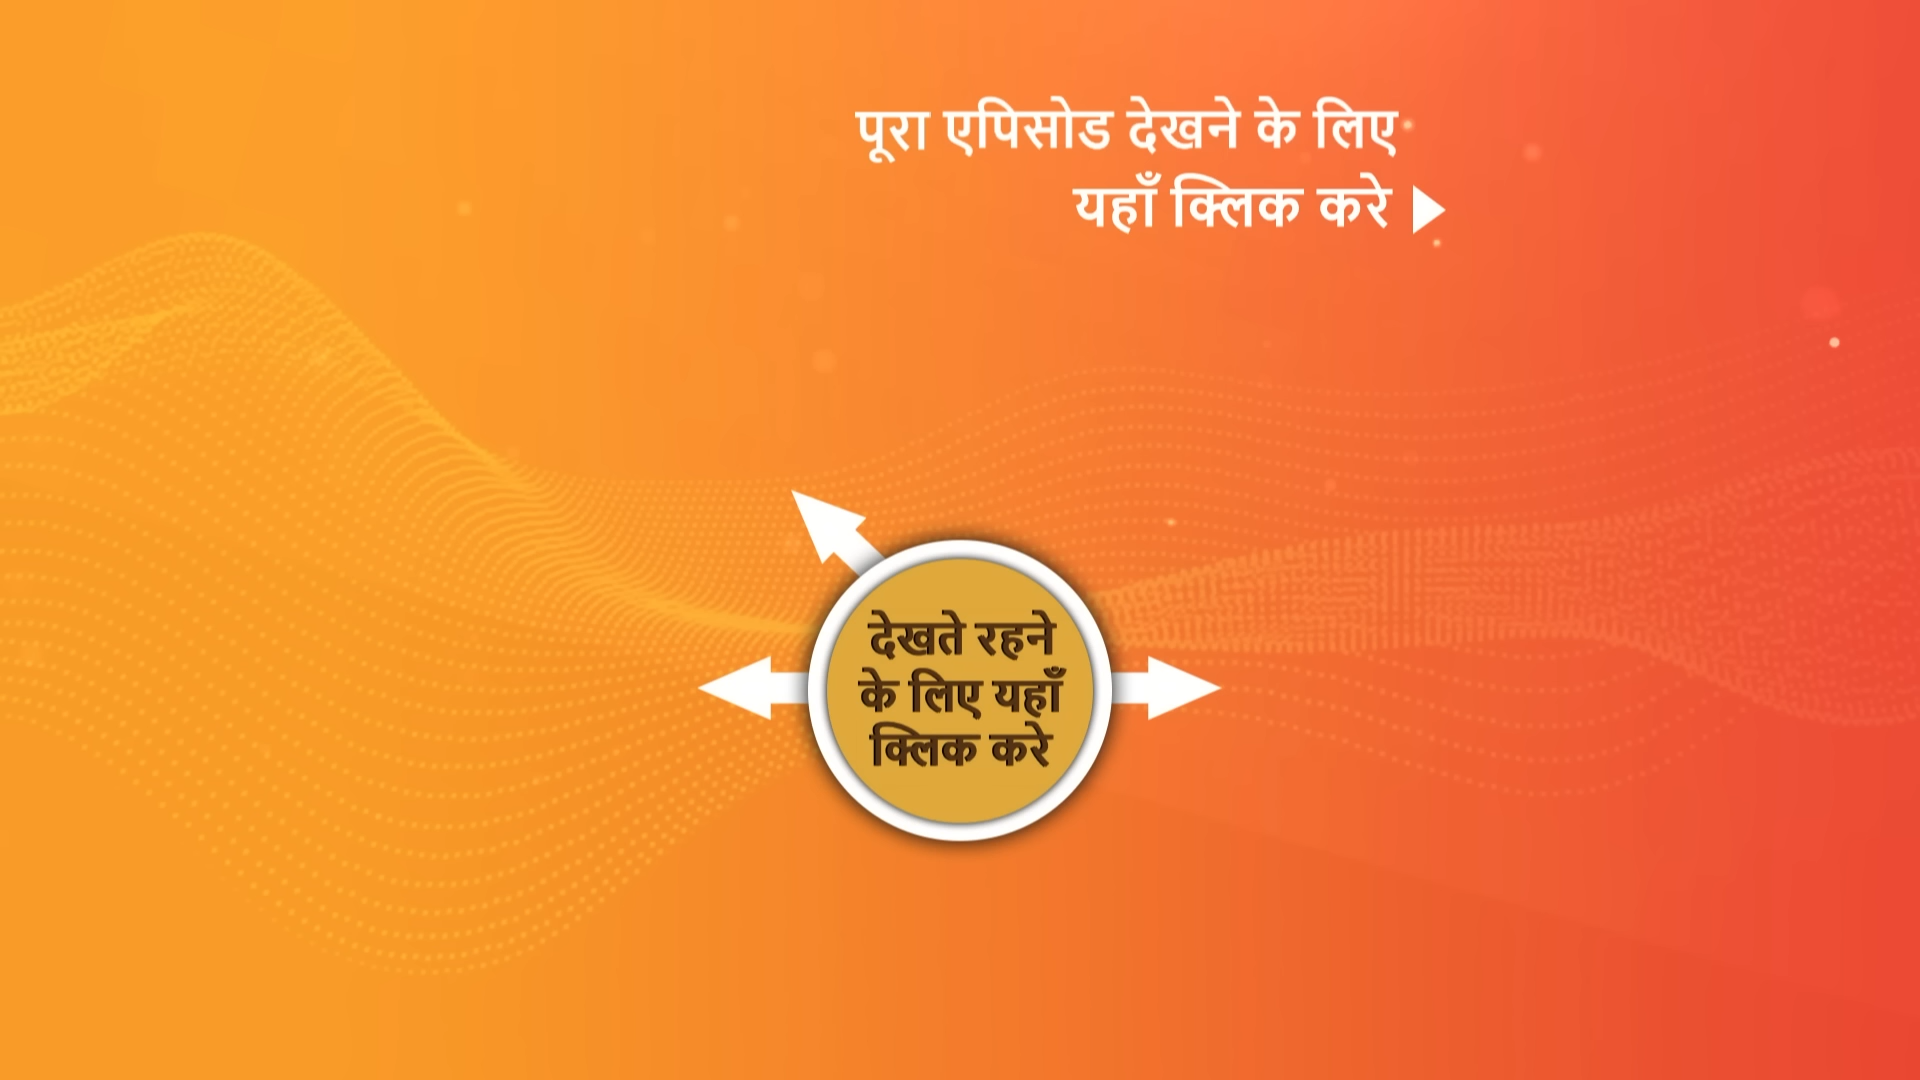 पूरा एपिसोड देखने के लिए
यहाँ क्लिक करे
देखते रहने
के लिए यहाँ
क्लिक करे